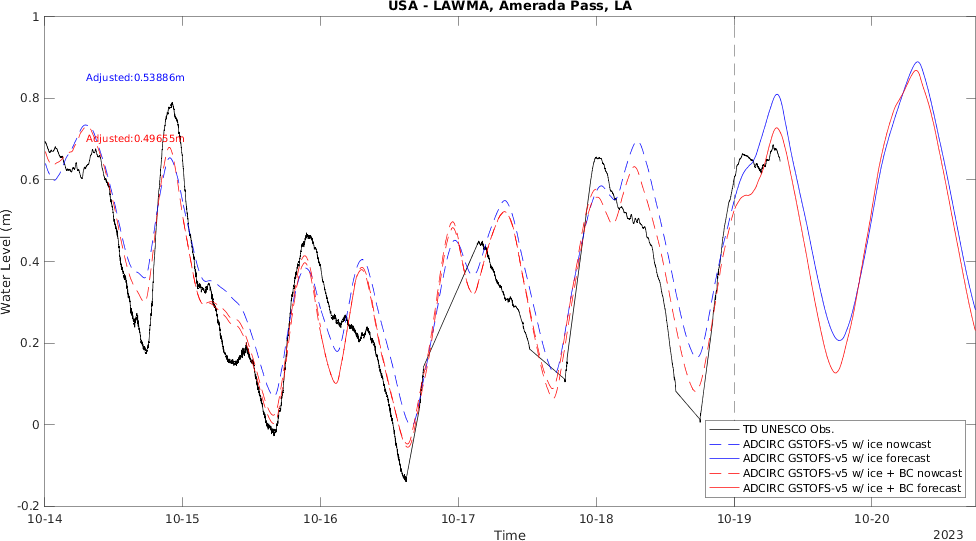 USA - LAWMA, Amerada Pass, LA
1
0.8
0.6
0.4
0.2
0
-0.2
Water Level (m)
Adjusted:0.53886m
Adjusted:0.49655m
TD UNESCO Obs.
ADCIRC GSTOFS-v5 w/ ice nowcast
ADCIRC GSTOFS-v5 w/ ice forecast
ADCIRC GSTOFS-v5 w/ ice + BC nowcast
ADCIRC GSTOFS-v5 w/ ice + BC forecast
10-14
10-15
10-16
10-17
10-18
10-19
10-20
Time
2023